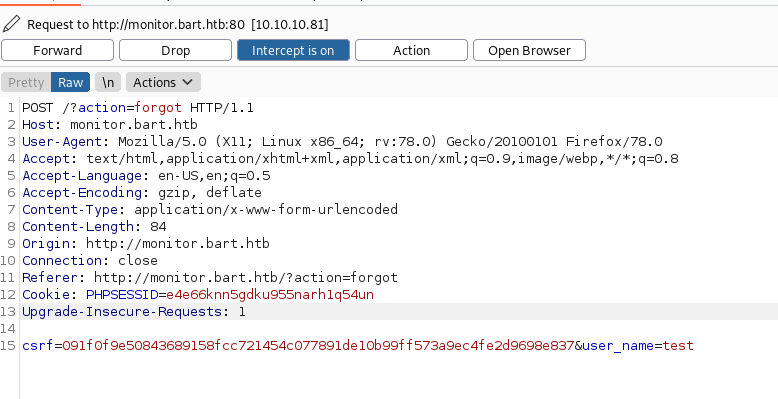 Request to http://monitor.bart.htb:80 [10.10.10.81]
Forward Drop Intercept is on Action Open Browser
Pretty Raw \n Actions
1 POST /?action=forgot HTTP/1.1
2 Host: monitor.bart.htb
3 User-Agent: Mozilla/5.0 (X11; Linux x86_64; rv:78.0) Gecko/20100101 Firefox/78.0
4 Accept: text/html,application/xhtml+xml,application/xml;q=0.9,image/webp,*/*;q=0.8
5 Accept-Language: en-US,en;q=0.5
6 Accept-Encoding: gzip, deflate
7 Content-Type: application/x-www-form-urlencoded
8 Content-Length: 84
9 Origin: http://monitor.bart.htb
10 Connection: close
11 Referer: http://monitor.bart.htb/?action=forgot
12 Cookie: PHPSESSID=e4e66knn5gdku955narh1q54un
13 Upgrade-Insecure-Requests: 1
14
15 csrf=091f0f9e50843689158fcc721454c077891de10b99ff573a9ec4fe2d9698e837&user_name=test